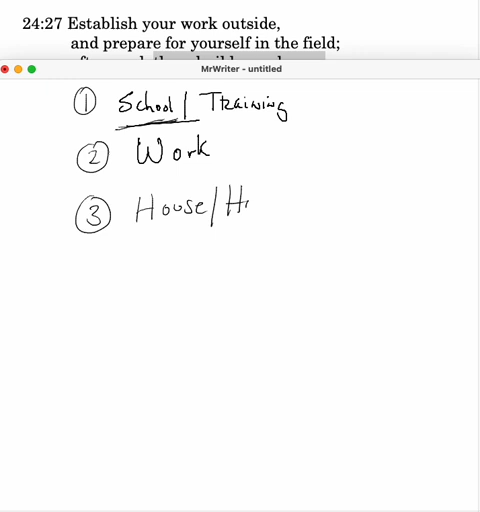 24:27 Establish your work outside,
and prepare for yourself in the field;
MrWriter - untitled
① School / Training
② Work
③ House / H